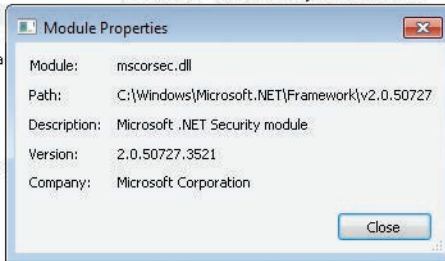 Module Properties
Module: mscorsec.dll
Path: C:\Windows\Microsoft.NET\Framework\v2.0.50727
Description: Microsoft .NET Security module
Version: 2.0.50727.3521
Company: Microsoft Corporation
Close